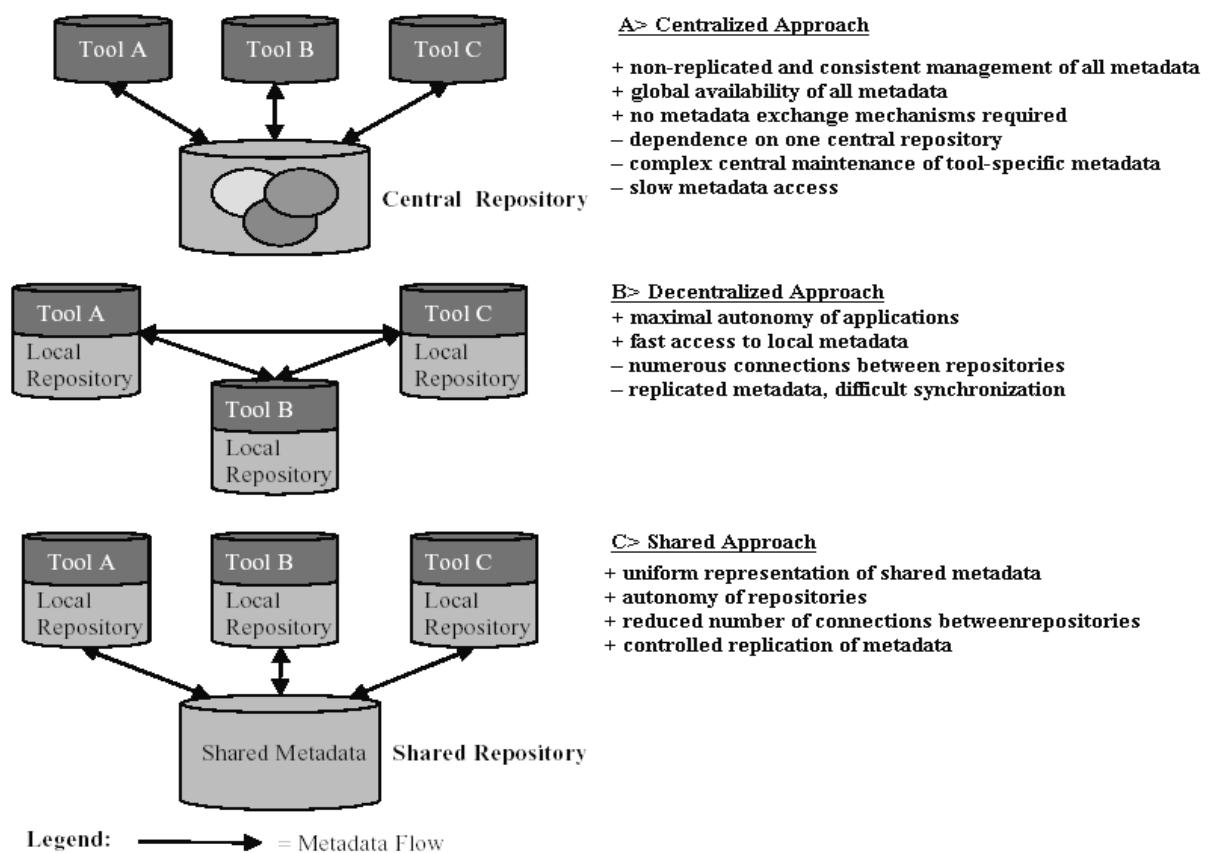 Tool A
Tool B
Tool C
Central Repository
A> Centralized Approach
+ non-replicated and consistent management of all metadata
+ global availability of all metadata
+ no metadata exchange mechanisms required
– dependence on one central repository
– complex central maintenance of tool-specific metadata
– slow metadata access
Tool A
Local
Repository
Tool C
Local
Repository
Tool B
Local
Repository
B> Decentralized Approach
+ maximal autonomy of applications
+ fast access to local metadata
– numerous connections between repositories
– replicated metadata, difficult synchronization
Tool A
Local
Repository
Tool B
Local
Repository
Tool C
Local
Repository
Shared Metadata
Shared Repository
C> Shared Approach
+ uniform representation of shared metadata
+ autonomy of repositories
+ reduced number of connections betweenrepositories
+ controlled replication of metadata
Legend:
= Metadata Flow